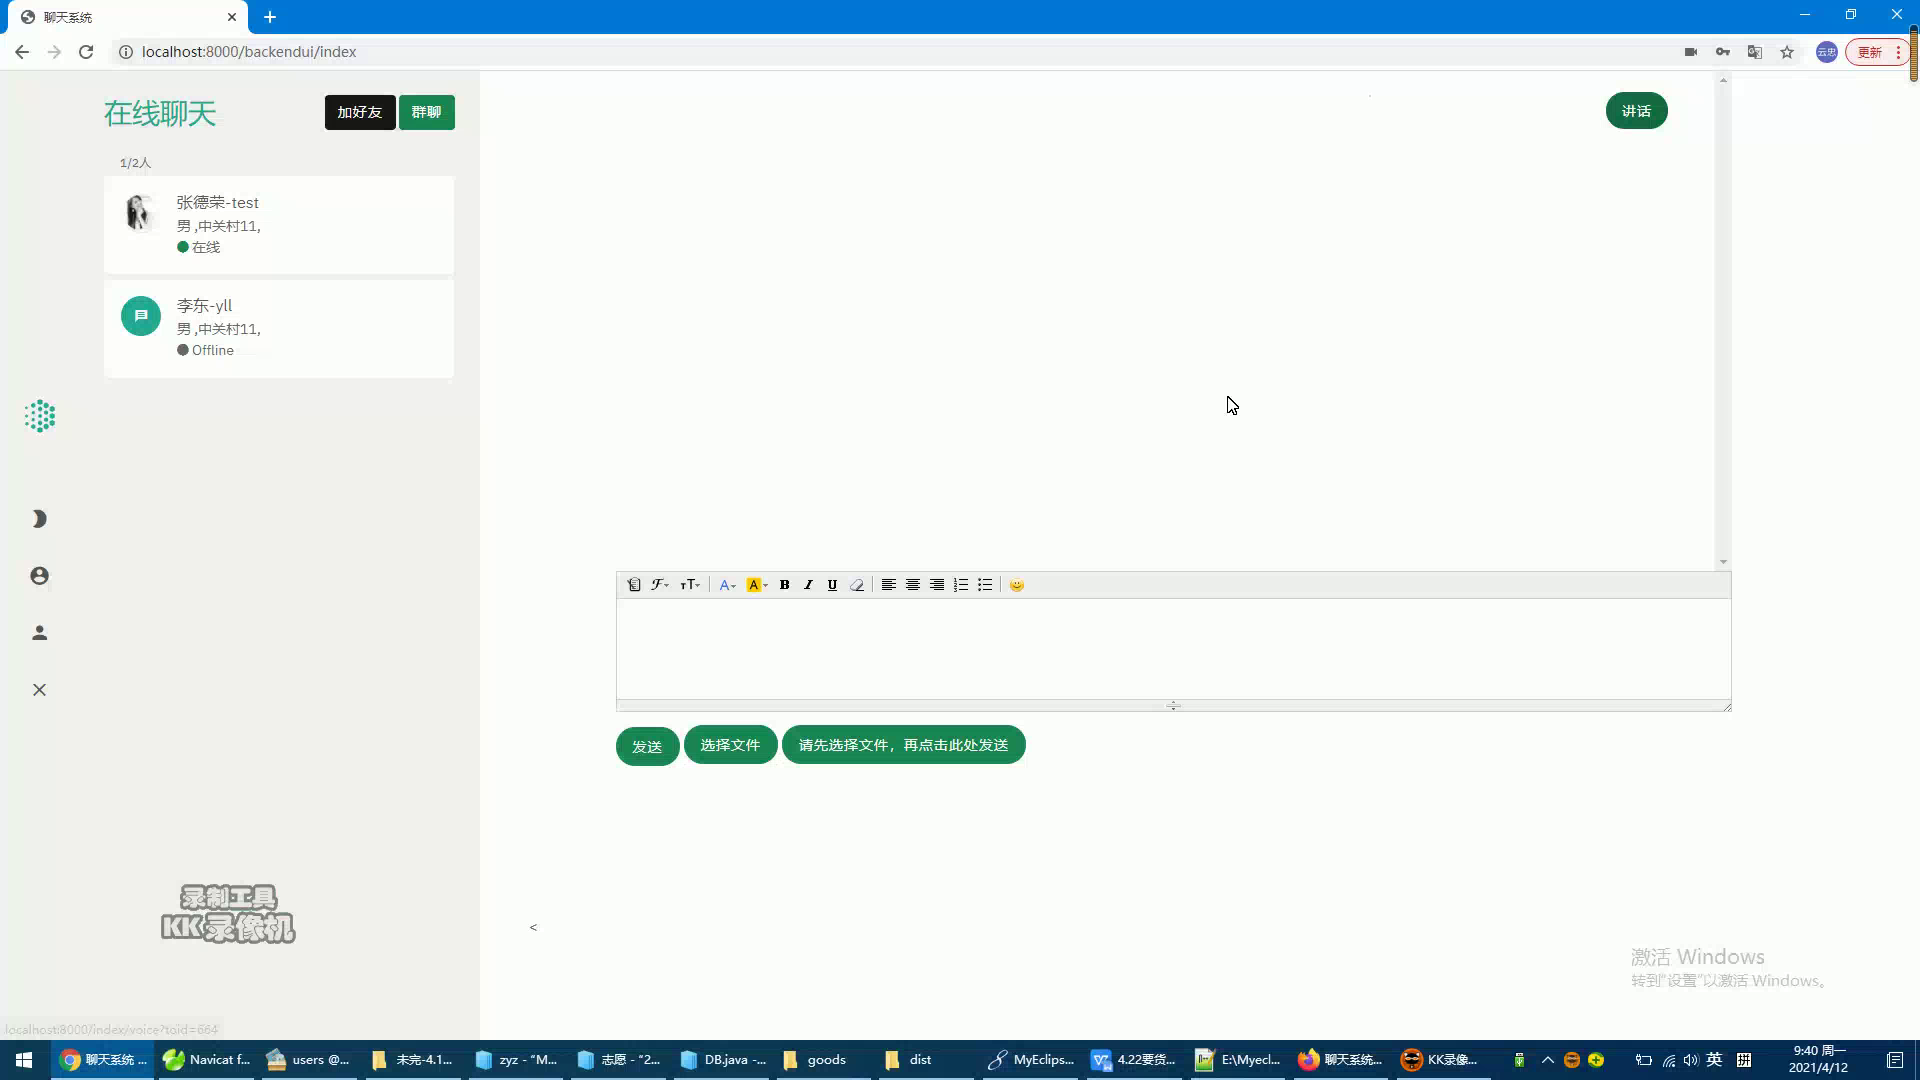 聊天系统
localhost:8000/backendui/index
云忠
更新
在线聊天
加好友
群聊
讲话
1/2人
张德荣-test
男 ,中关村11,
在线
李东-yll
男 ,中关村11,
Offline
发送
选择文件
请先选择文件，再点击此处发送
录制工具
KK录像机
<
激活 Windows
转到"设置"以激活 Windows。
localhost:8000/index/voice?toid=664
聊天系统 ...
Navicat f...
users @...
未完-4.1...
zyz - "M...
志愿 - "2...
DB.java -...
goods
dist
MyEclips...
4.22要货...
E:\Myecl...
聊天系统...
KK录像...
英
拼
9:40 周一
2021/4/12